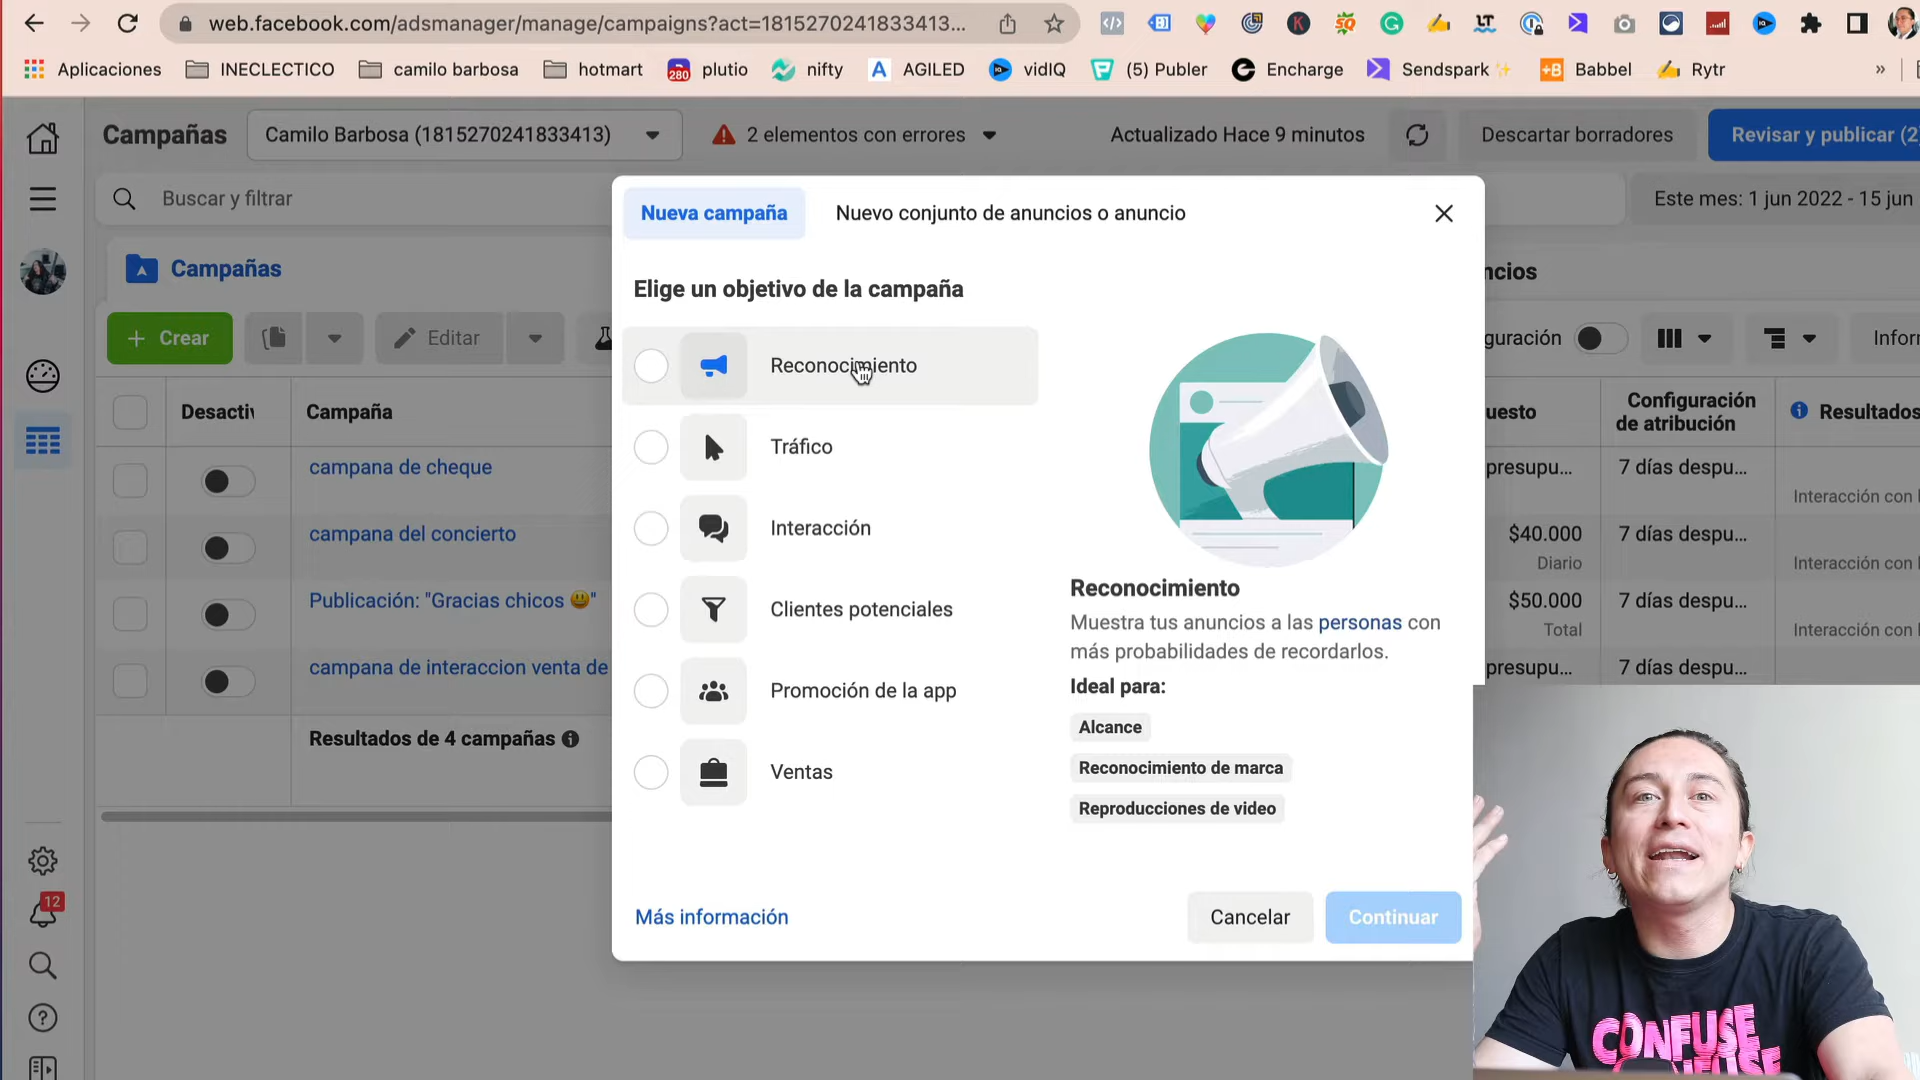 web.facebook.com/adsmanager/manage/campaigns?act=1815270241833413...
Aplicaciones
INECLECTICO
camilo barbosa
hotmart
280
plutio
nifty
A
AGILED
vidIQ
(5) Publer
Encharge
Sendspark✨
+B
Babbel
Rytr
»
Campañas
Camilo Barbosa (1815270241833413)
2 elementos con errores
Actualizado Hace 9 minutos
Descartar borradores
Revisar y publicar (2)
Buscar y filtrar
Este mes: 1 jun 2022 - 15 jun
Nueva campaña
Nuevo conjunto de anuncios o anuncio
Campañas
ncios
+ Crear
Editar
guración
Inforr
Desactiv
Campaña
uesto
Configuración
de atribución
Resultados
campana de cheque
presupu...
7 días despu...
Interacción con l
campana del concierto
$40.000
Diario
7 días despu...
Interacción con l
Publicación: "Gracias chicos 😃"
$50.000
Total
7 días despu...
Interacción con l
campana de interaccion venta de
presupu...
7 días despu...
Resultados de 4 campañas
Elige un objetivo de la campaña
Reconocimiento
Tráfico
Interacción
Clientes potenciales
Promoción de la app
Ventas
Reconocimiento
Muestra tus anuncios a las personas con
más probabilidades de recordarlos.
Ideal para:
Alcance
Reconocimiento de marca
Reproducciones de video
Más información
Cancelar
Continuar
12
CONFUSE